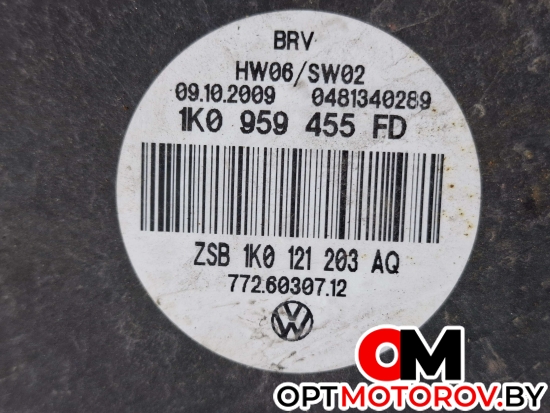 BRV
HW06/SW02
09.10.2009 0481340289
1K0 959 455 FD
ZSB 1K0 121 203 AQ
772.60307.12
OM
OPTMOTOROV.BY